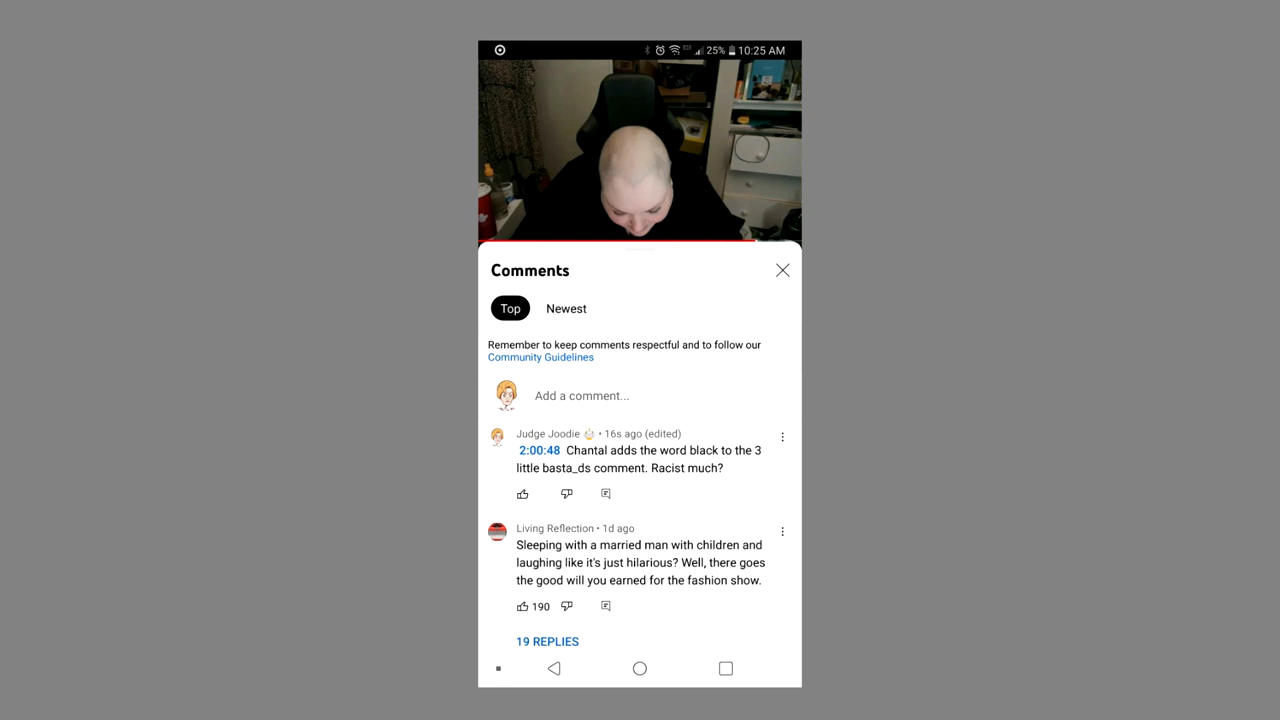 25% 10:25 AM
Comments
Top Newest
Remember to keep comments respectful and to follow our
Community Guidelines
Add a comment...
Judge Joodie • 16s ago (edited)
2:00:48 Chantal adds the word black to the 3
little basta_ds comment. Racist much?
Living Reflection • 1d ago
Sleeping with a married man with children and
laughing like it's just hilarious? Well, there goes
the good will you earned for the fashion show.
190
19 REPLIES